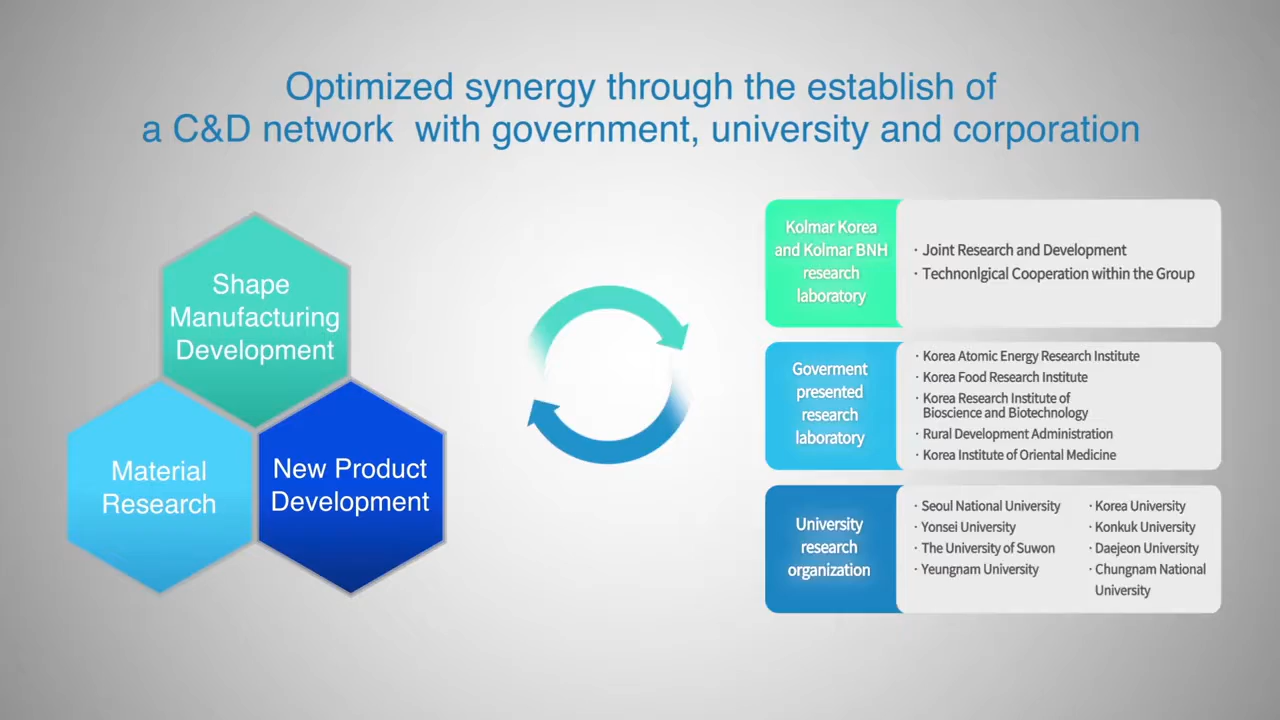 Optimized synergy through the establish of
a C&D network with government, university and corporation
Shape
Manufacturing
Development
Material
Research
New Product
Development
Kolmar Korea
and Kolmar BNH
research
laboratory
· Joint Research and Development
· Technonlgical Cooperation within the Group
Goverment
presented
research
laboratory
· Korea Atomic Energy Research Institute
· Korea Food Research Institute
· Korea Research Institute of
Bioscience and Biotechnology
· Rural Development Administration
· Korea Institute of Oriental Medicine
University
research
organization
· Seoul National University
· Yonsei University
· The University of Suwon
· Yeungnam University
· Korea University
· Konkuk University
· Daejeon University
· Chungnam National
University